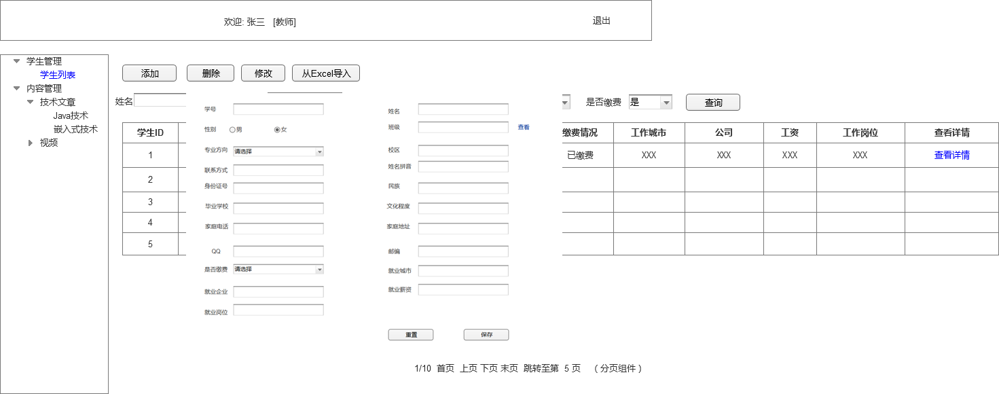 欢迎: 张三 [教师]
退出
学生管理
学生列表
内容管理
技术文章
Java技术
嵌入式技术
视频
添加 删除 修改 从Excel导入
姓名 是否缴费 是 查询
学生ID 缴费情况 工作城市 公司 工资 工作岗位 查看详情
1 已缴费 XXX XXX XXX XXX 查看详情
2
3
4
5
学号 姓名
性别 男 女 班级 查看
专业方向 请选择 校区
联系方式 姓名拼音
身份证号 民族
毕业学校 文化程度
家庭电话 家庭地址
QQ 邮编
是否缴费 请选择 就业城市
就业企业 就业薪资
就业岗位
重置 保存
1/10 首页 上页 下页 末页 跳转至第 5 页 ( 分页组件 )